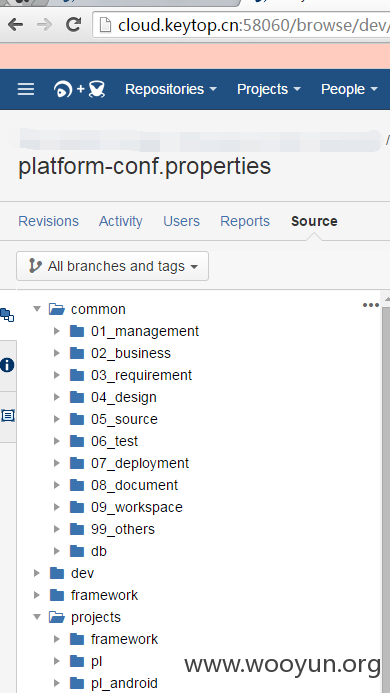 cloud.keytop.cn:58060/browse/dev/
+ Repositories Projects People
/
platform-conf.properties
Revisions Activity Users Reports Source
All branches and tags
common
01_management
02_business
03_requirement
04_design
05_source
06_test
07_deployment
08_document
09_workspace
99_others
db
dev
framework
projects
framework
pl
pl_android
www.wooyun.org